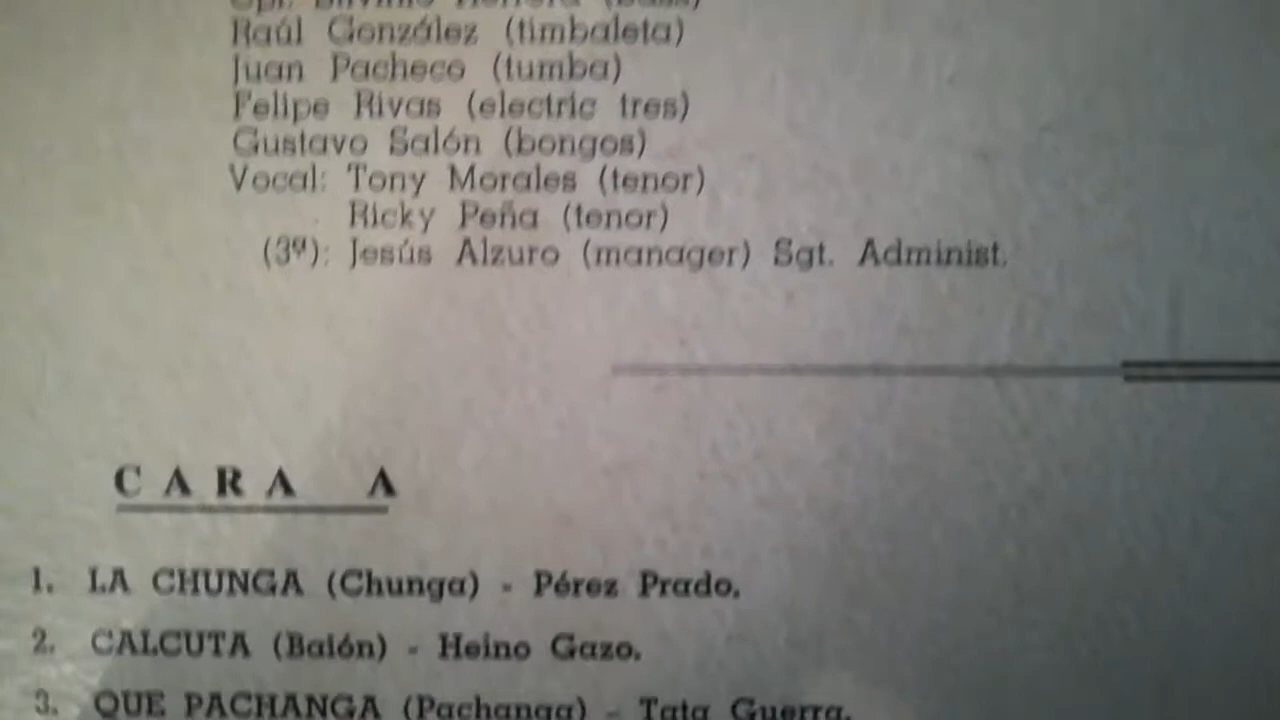 Raúl González (timbaleta)
Juan Pacheco (tumba)
Felipe Rivas (electric tres)
Gustavo Salón (bongos)
Vocal: Tony Morales (tenor)
Ricky Peña (tenor)
(3ª): Jesús Alzuro (manager) Sgt. Administ.
CARA A
1. LA CHUNGA (Chunga) - Pérez Prado.
2. CALCUTA (Baión) - Heino Gazo.
3. QUE PACHANGA (Pachanga) - Tata Guerra.